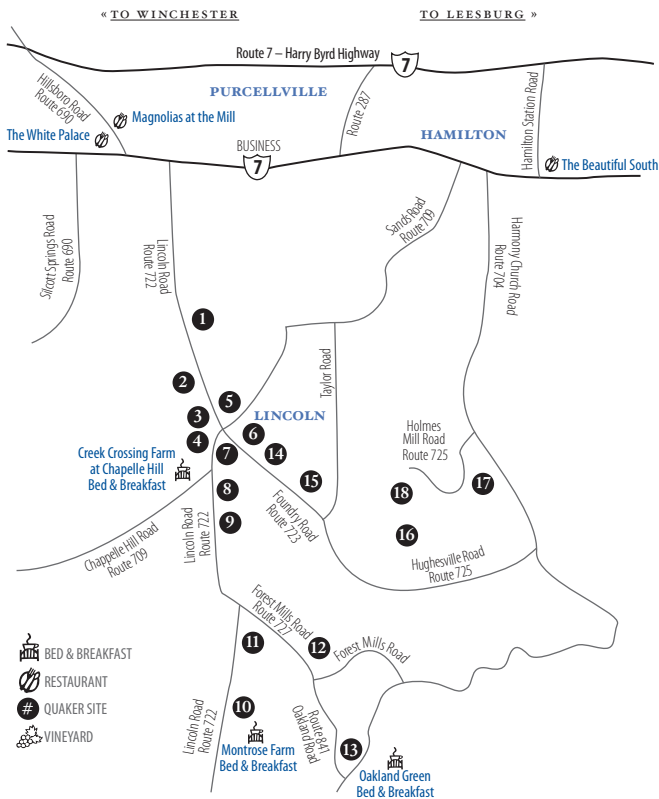 « TO WINCHESTER
TO LEESBURG »
Route 7 – Harry Byrd Highway
7
Hillsboro Road
Route 690
PURCELLVILLE
Magnolias at the Mill
The White Palace
Route 287
HAMILTON
Hamilton Station Road
BUSINESS
7
The Beautiful South
Silcott Springs Road
Route 690
Lincoln Road
Route 722
Sands Road
Route 709
Harmony Church Road
Route 704
1
2
3
4
5
LINCOLN
Taylor Road
6
7
14
15
Creek Crossing Farm
at Chapelle Hill
Bed & Breakfast
8
9
Holmes
Mill Road
Route 725
17
18
16
Foundry Road
Route 723
Lincoln Road
Route 722
Chappelle Hill Road
Route 709
Hughesville Road
Route 725
Forest Mills Road
Route 727
11
12
Forest Mills Road
10
Lincoln Road
Route 722
Montrose Farm
Bed & Breakfast
Route 841
Oakland Road
13
Oakland Green
Bed & Breakfast
BED & BREAKFAST
RESTAURANT
# QUAKER SITE
VINEYARD